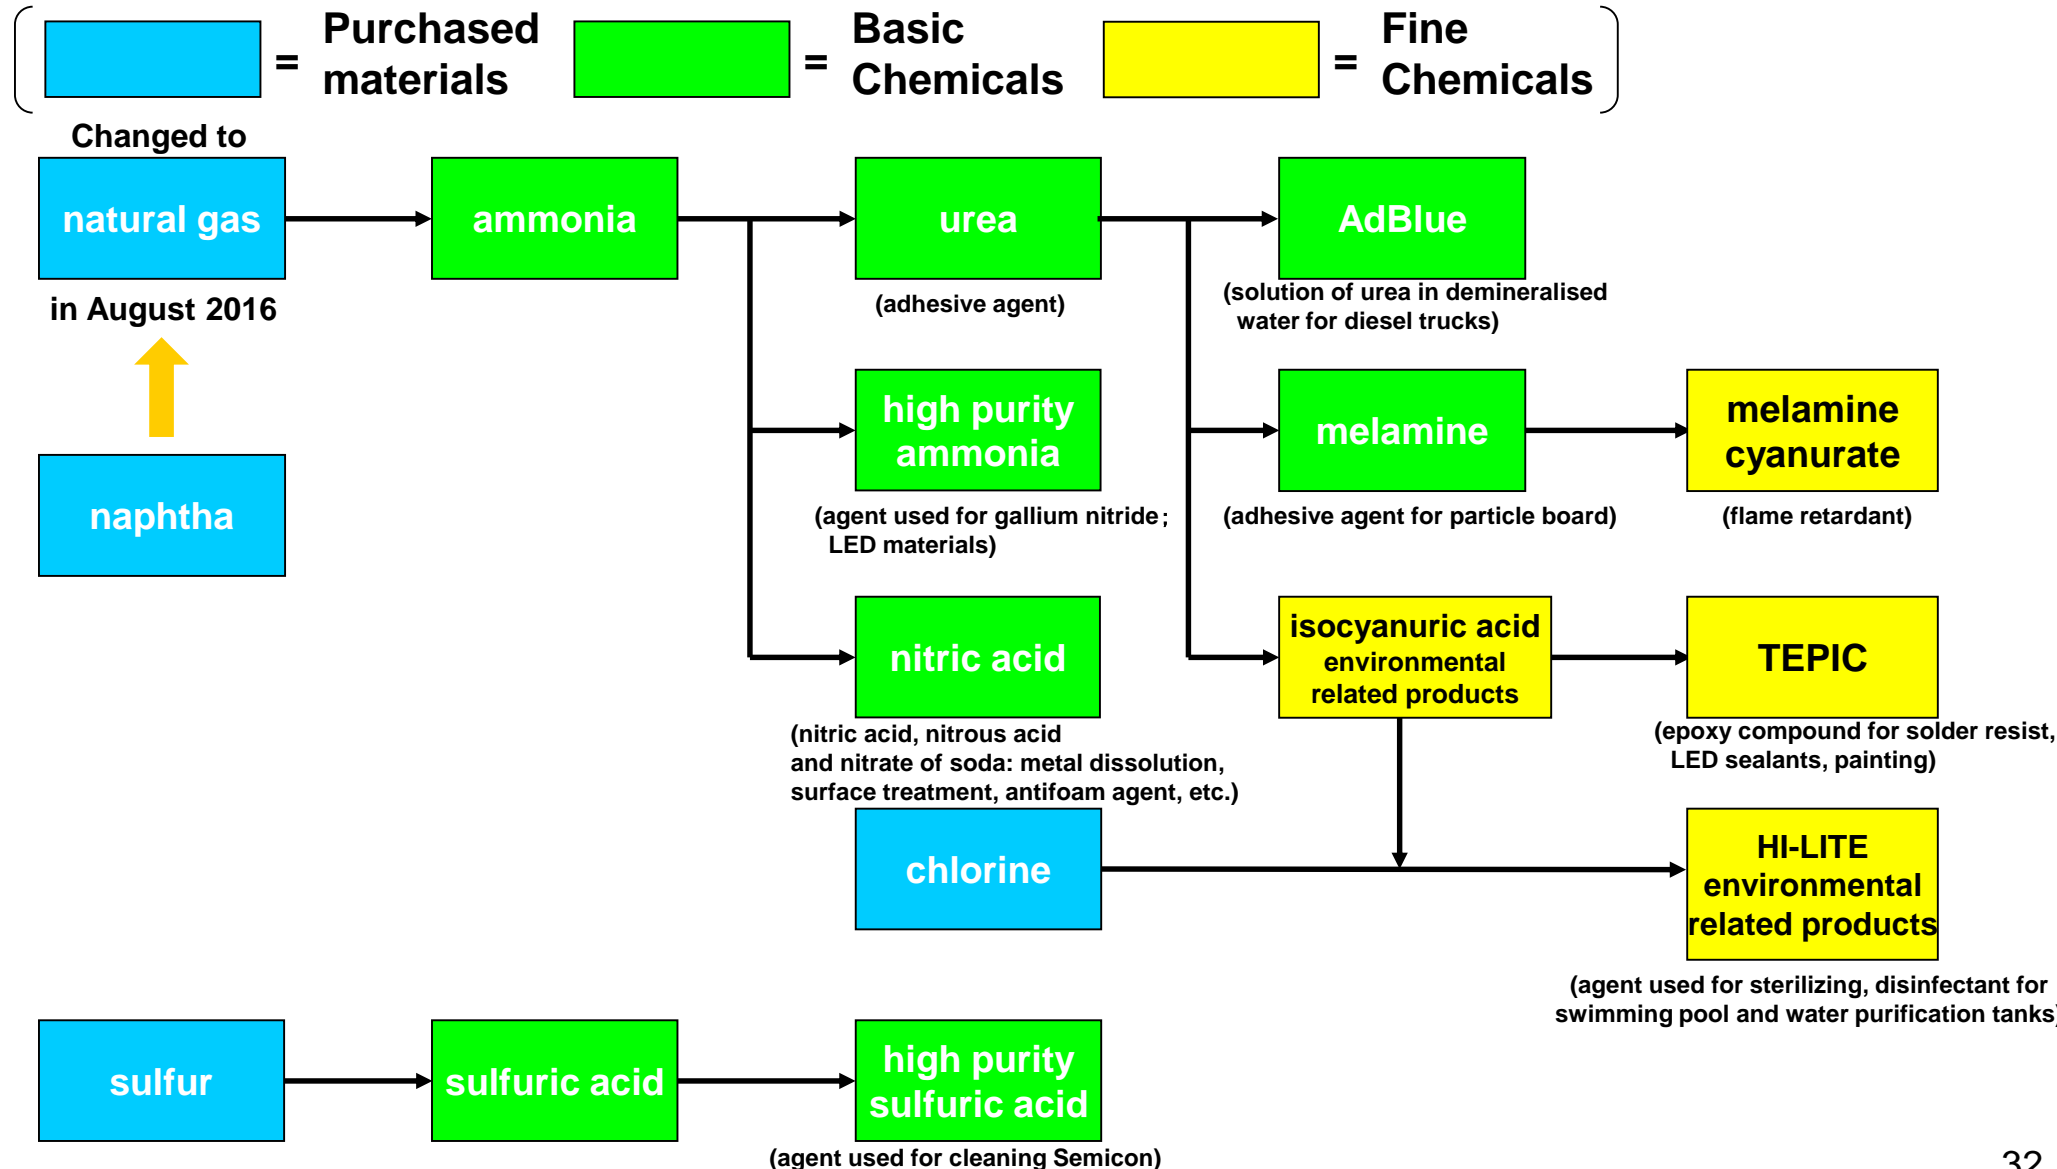 = Purchased
materials
= Basic
Chemicals
= Fine
Chemicals
Changed to
natural gas
in August 2016
naphtha
ammonia
urea
(adhesive agent)
AdBlue
(solution of urea in demineralised
water for diesel trucks)
high purity
ammonia
(agent used for gallium nitride;
LED materials)
melamine
(adhesive agent for particle board)
melamine
cyanurate
(flame retardant)
nitric acid
(nitric acid, nitrous acid
and nitrate of soda: metal dissolution,
surface treatment, antifoam agent, etc.)
isocyanuric acid
environmental
related products
TEPIC
(epoxy compound for solder resist,
LED sealants, painting)
chlorine
HI-LITE
environmental
related products
(agent used for sterilizing, disinfectant for
swimming pool and water purification tanks)
sulfur
sulfuric acid
high purity
sulfuric acid
(agent used for cleaning Semicon)
32